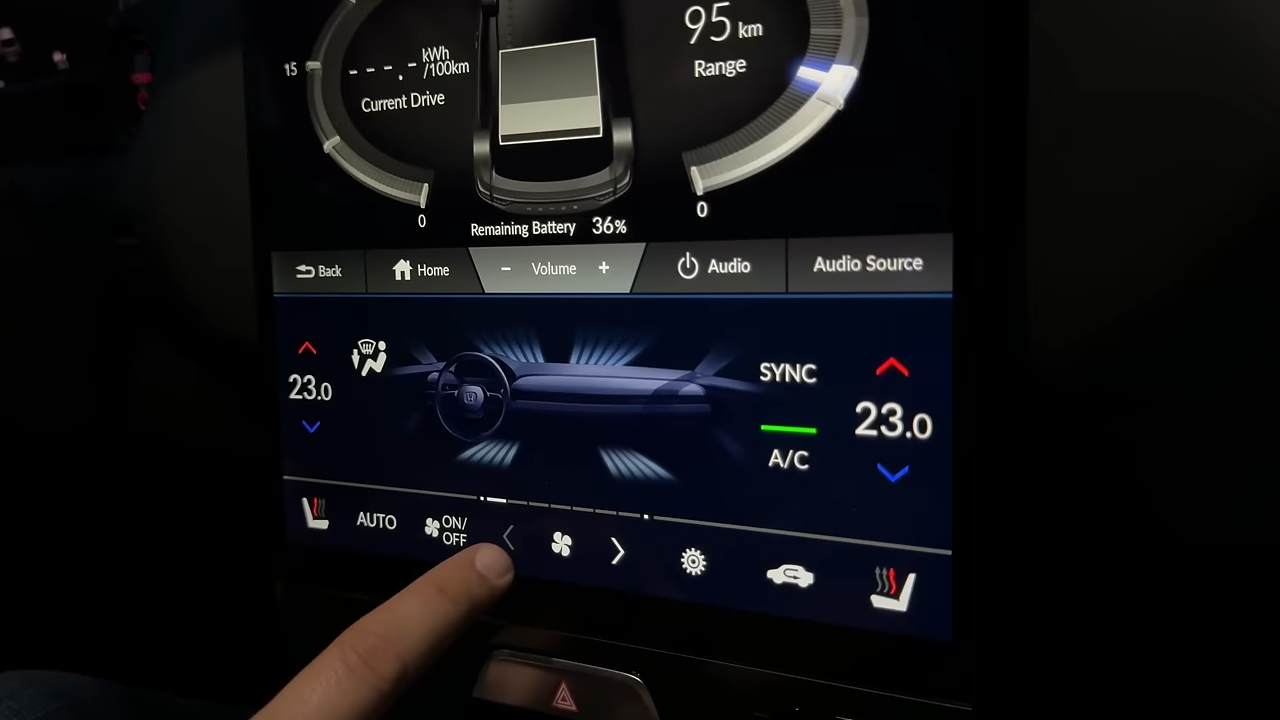 95 km
Range
15
---.- kWh
/100km
Current Drive
0
0
Remaining Battery 36%
Back
Home
- Volume +
Audio
Audio Source
23.0
SYNC
A/C
23.0
AUTO
ON/
OFF